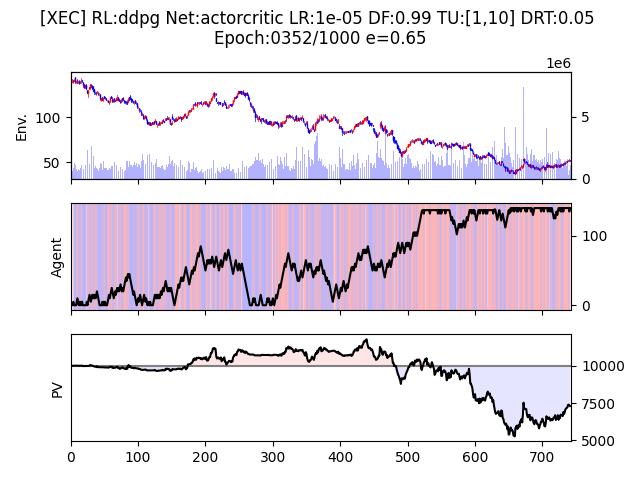 [XEC] RL:ddpg Net:actorcritic LR:1e-05 DF:0.99 TU:[1,10] DRT:0.05
Epoch:0352/1000 e=0.65
1e6
Env.
100
50
5
0
Agent
100
0
PV
10000
7500
5000
0 100 200 300 400 500 600 700